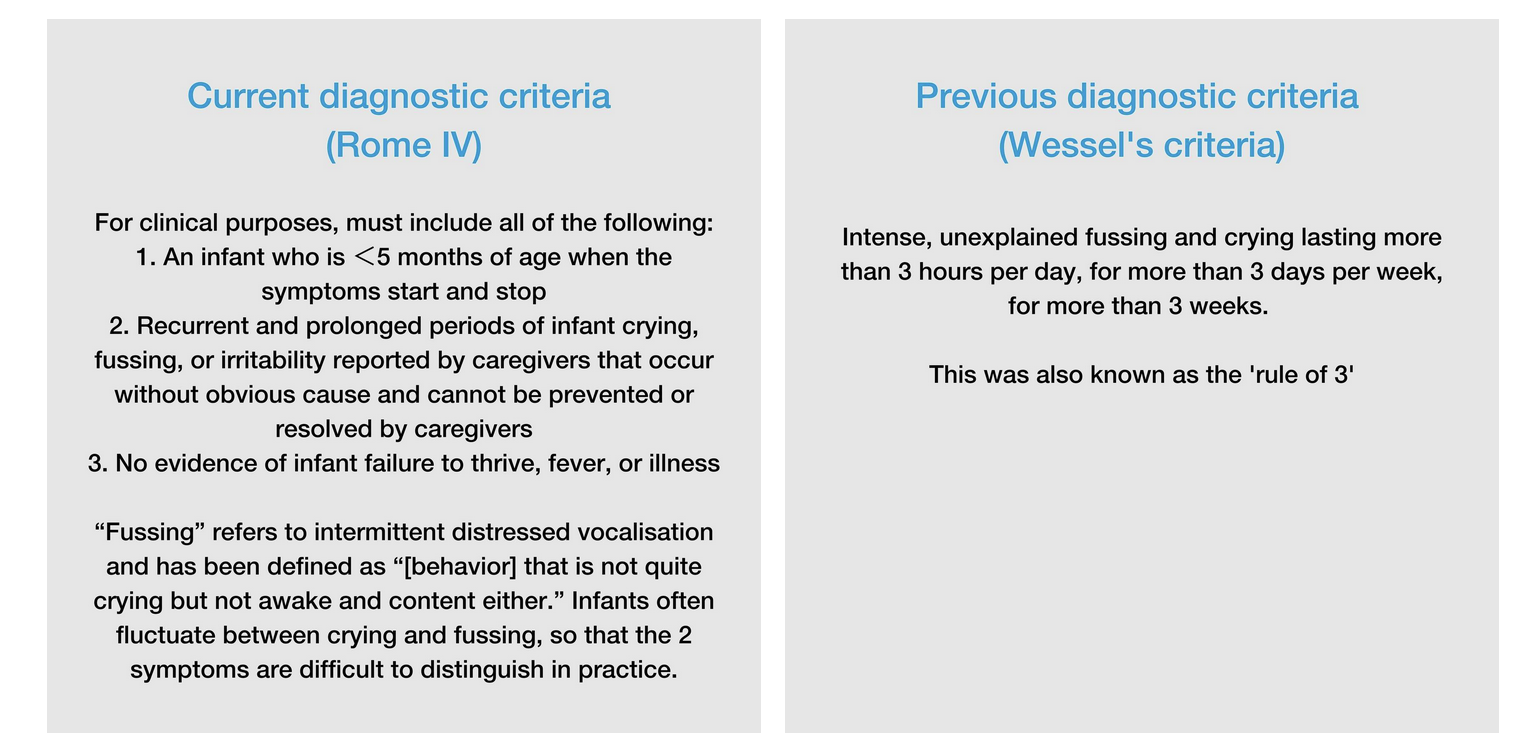 Current diagnostic criteria
(Rome IV)
For clinical purposes, must include all of the following:
1. An infant who is <5 months of age when the
symptoms start and stop
2. Recurrent and prolonged periods of infant crying,
fussing, or irritability reported by caregivers that occur
without obvious cause and cannot be prevented or
resolved by caregivers
3. No evidence of infant failure to thrive, fever, or illness
“Fussing” refers to intermittent distressed vocalisation
and has been defined as “[behavior] that is not quite
crying but not awake and content either.” Infants often
fluctuate between crying and fussing, so that the 2
symptoms are difficult to distinguish in practice.
Previous diagnostic criteria
(Wessel's criteria)
Intense, unexplained fussing and crying lasting more
than 3 hours per day, for more than 3 days per week,
for more than 3 weeks.
This was also known as the 'rule of 3'